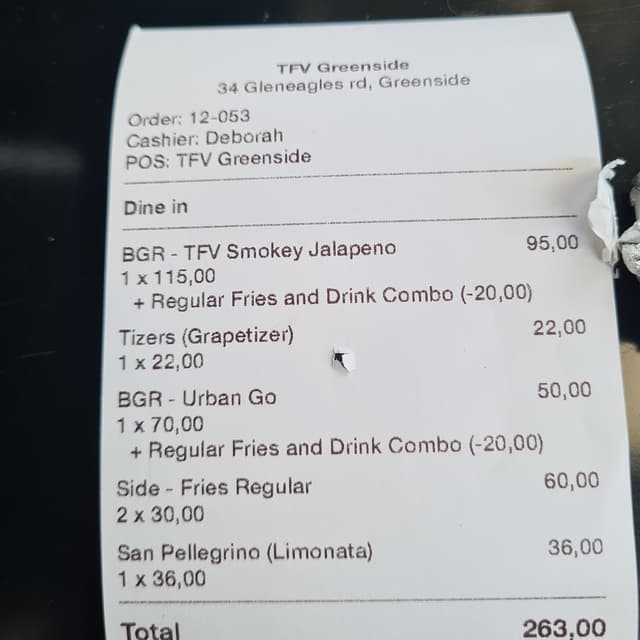 TFV Greenside
34 Gleneagles rd, Greenside
Order: 12-053
Cashier: Deborah
POS: TFV Greenside
Dine in
BGR - TFV Smokey Jalapeno 95,00
1 x 115,00
+ Regular Fries and Drink Combo (-20,00)
Tizers (Grapetizer) 22,00
1 x 22,00
BGR - Urban Go 50,00
1 x 70,00
+ Regular Fries and Drink Combo (-20,00)
Side - Fries Regular 60,00
2 x 30,00
San Pellegrino (Limonata) 36,00
1 x 36,00
Total 263,00